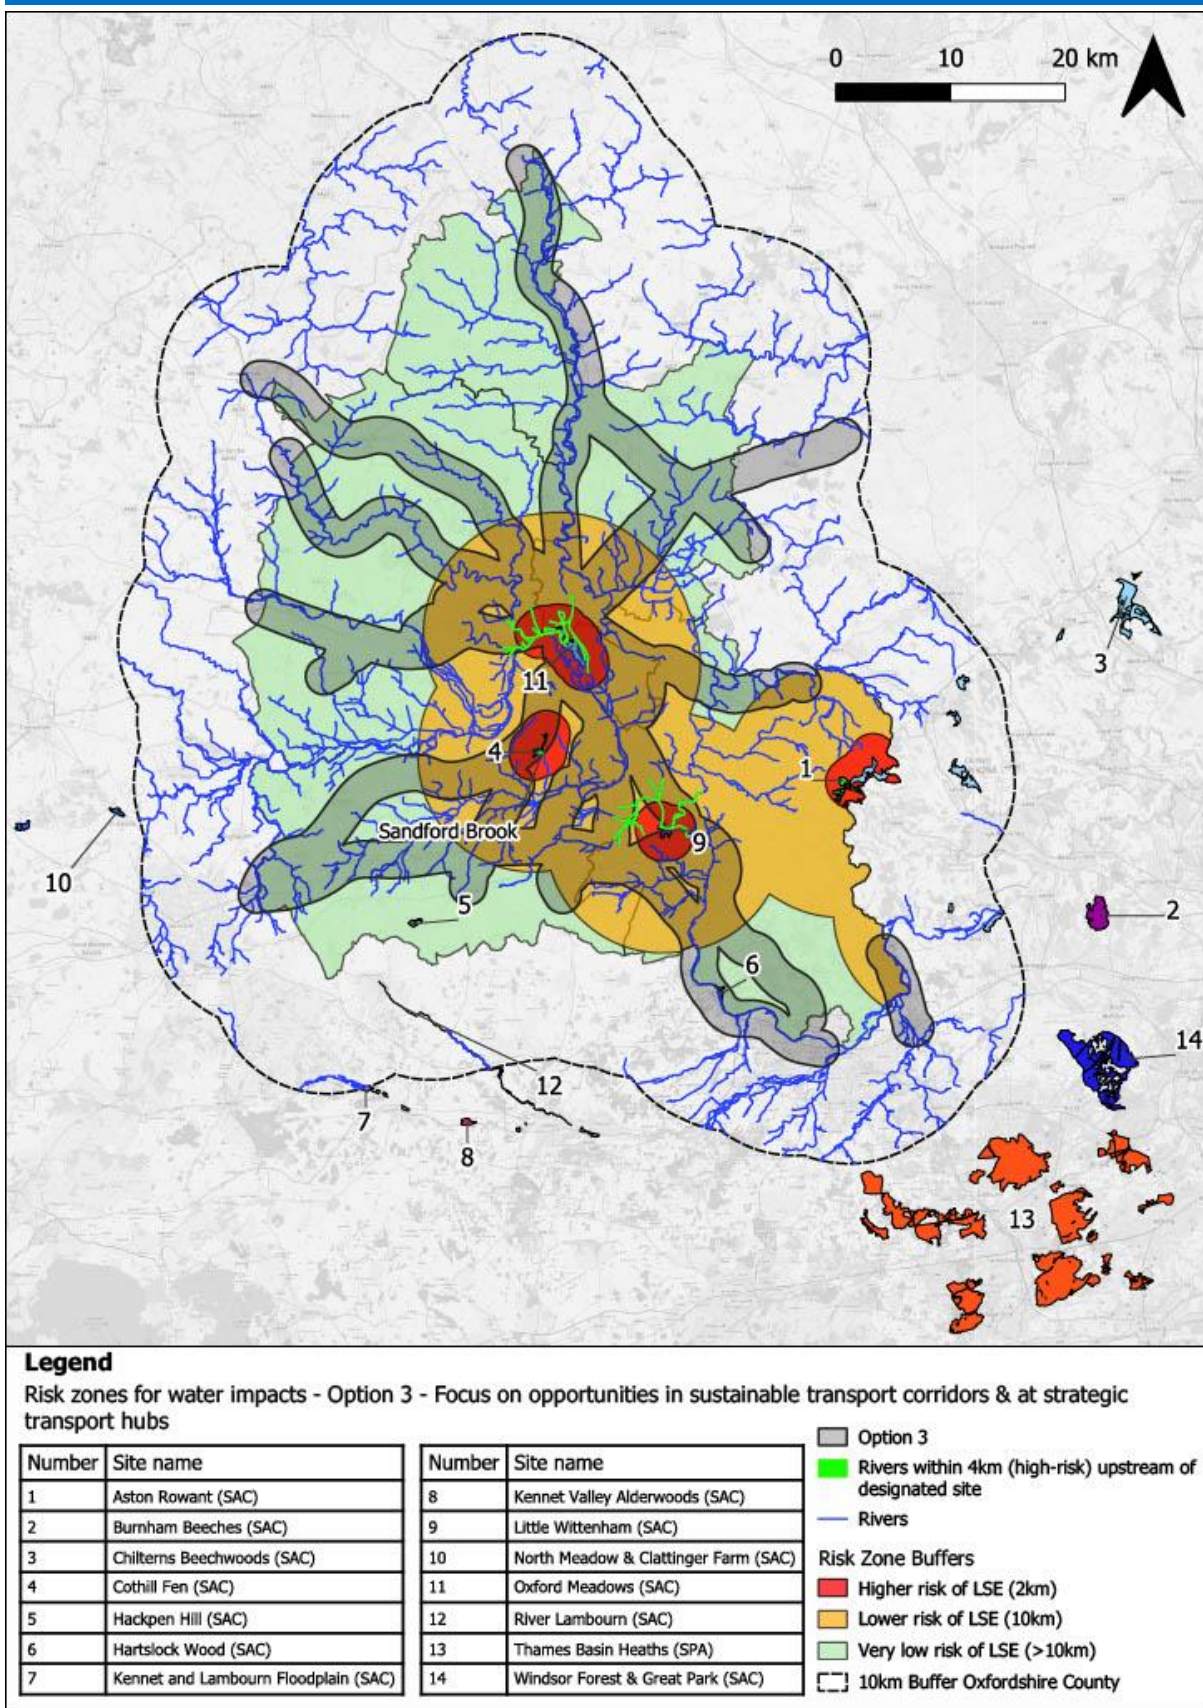 0 10 20 km
3
11
4
1
Sandford Brook
9
10
5
2
6
14
12
7
8
13
Legend
Risk zones for water impacts - Option 3 - Focus on opportunities in sustainable transport corridors & at strategic
transport hubs
Number Site name
1 Aston Rowant (SAC)
2 Burnham Beeches (SAC)
3 Chilterns Beechwoods (SAC)
4 Cothill Fen (SAC)
5 Hackpen Hill (SAC)
6 Hartslock Wood (SAC)
7 Kennet and Lambourn Floodplain (SAC)
Number Site name
8 Kennet Valley Alderwoods (SAC)
9 Little Wittenham (SAC)
10 North Meadow & Clattinger Farm (SAC)
11 Oxford Meadows (SAC)
12 River Lambourn (SAC)
13 Thames Basin Heaths (SPA)
14 Windsor Forest & Great Park (SAC)
Option 3
Rivers within 4km (high-risk) upstream of
designated site
Rivers
Risk Zone Buffers
Higher risk of LSE (2km)
Lower risk of LSE (10km)
Very low risk of LSE (>10km)
10km Buffer Oxfordshire County